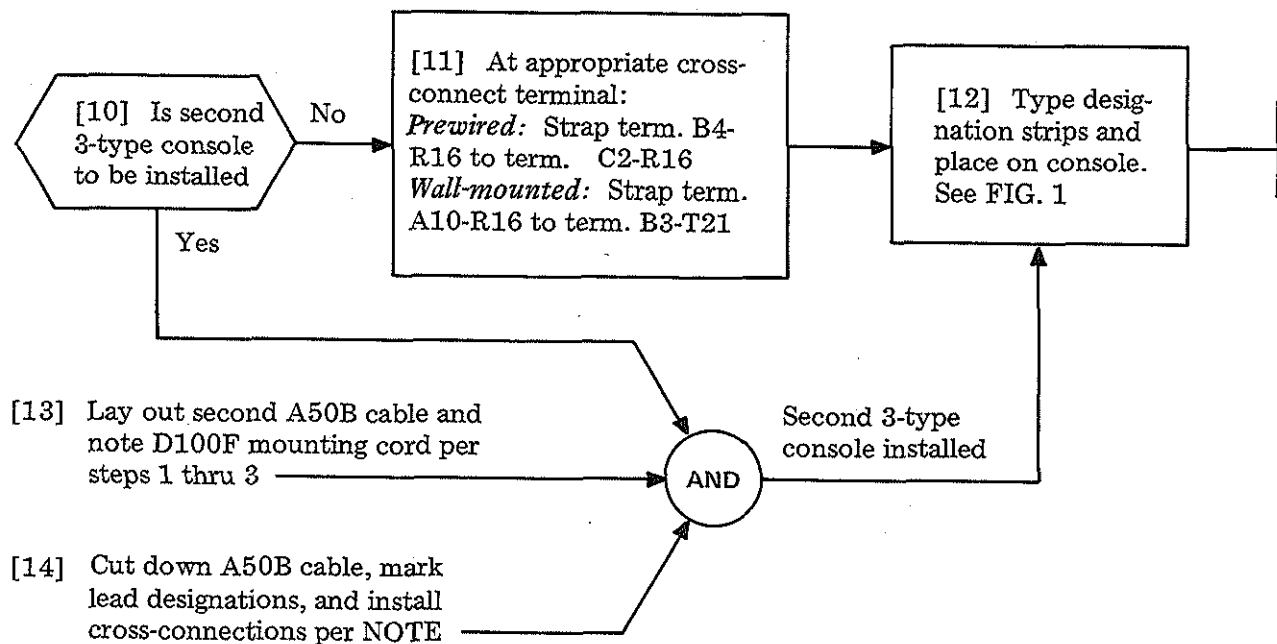 [10] Is second
3-type console
to be installed
No
Yes
[11] At appropriate cross-
connect terminal:
Prewired: Strap term. B4-
R16 to term. C2-R16
Wall-mounted: Strap term.
A10-R16 to term. B3-T21
[12] Type desig-
nation strips and
place on console.
See FIG. 1
[13] Lay out second A50B cable and
note D100F mounting cord per
steps 1 thru 3
AND
Second 3-type
console installed
[14] Cut down A50B cable, mark
lead designations, and install
cross-connections per NOTE